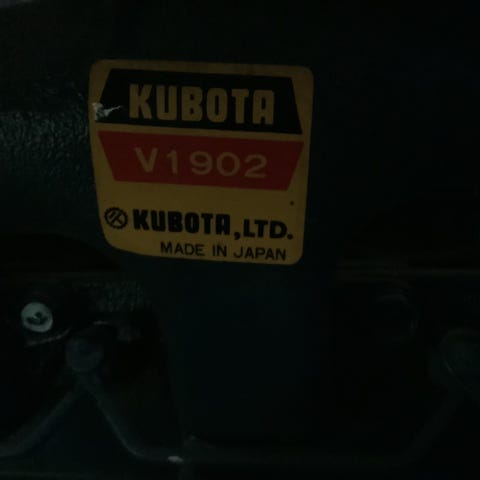 KUBOTA
V1902
KUBOTA, LTD.
MADE IN JAPAN